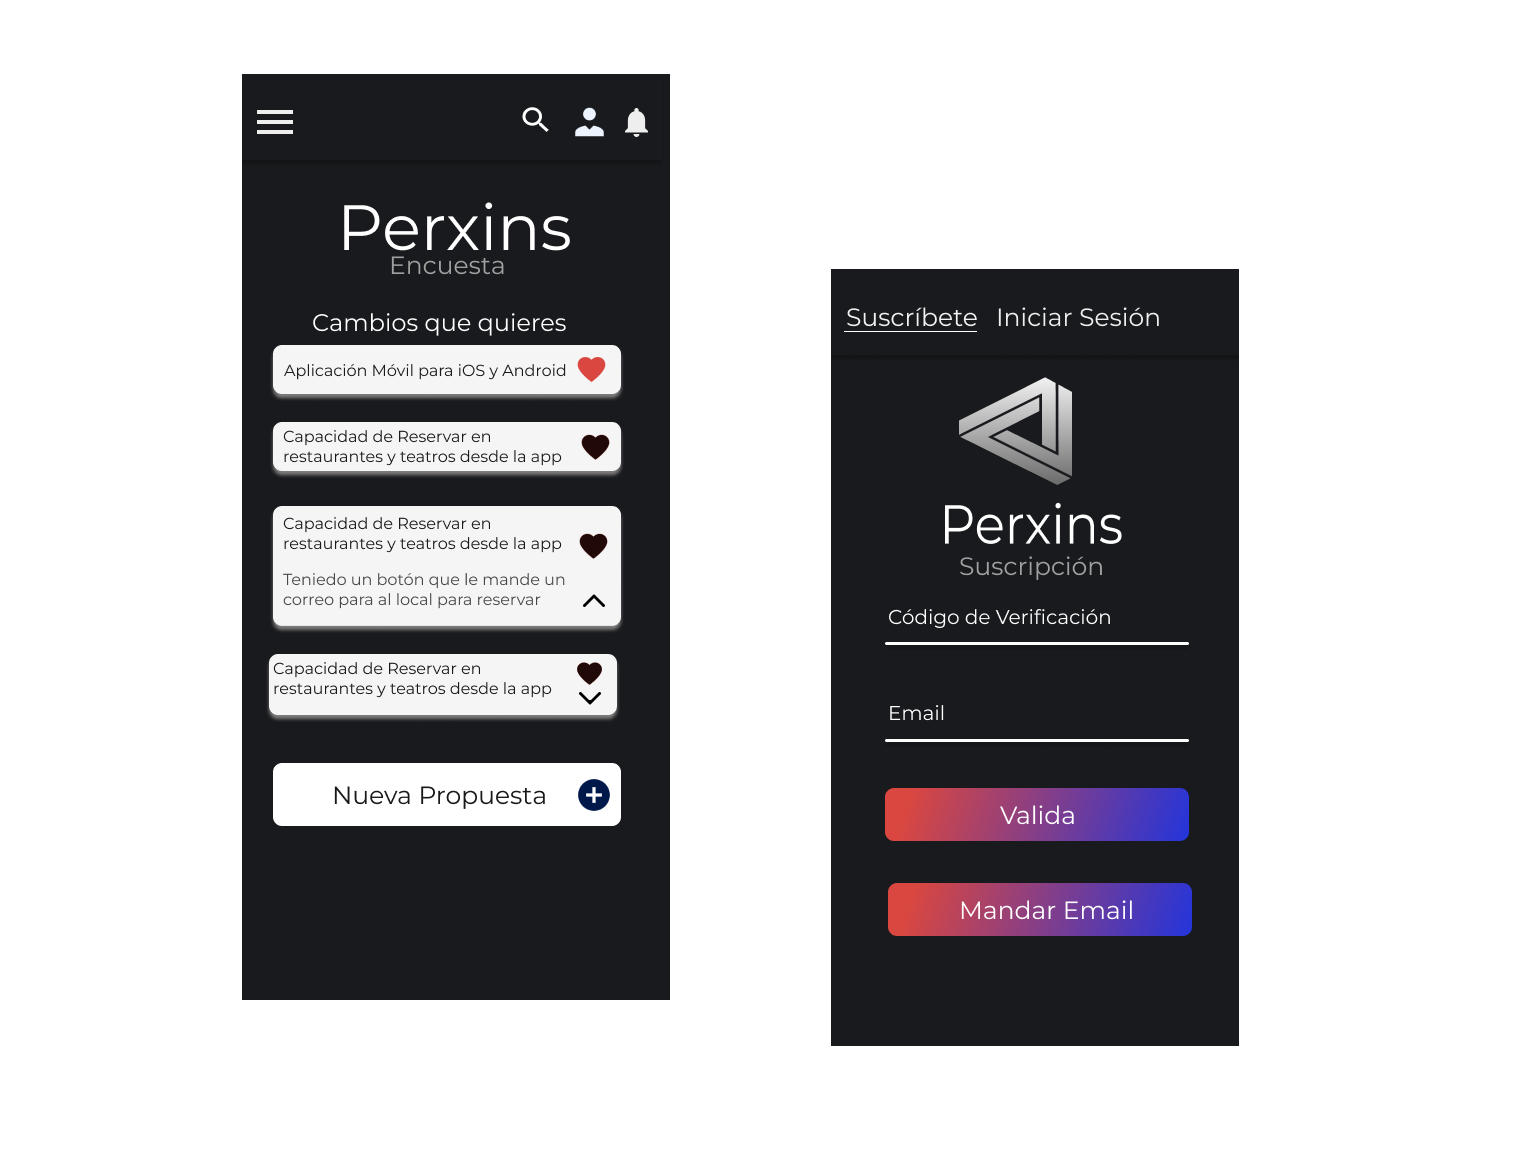 Perxins
Encuesta
Cambios que quieres
Aplicación Móvil para iOS y Android
Capacidad de Reservar en
restaurantes y teatros desde la app
Capacidad de Reservar en
restaurantes y teatros desde la app
Teniedo un botón que le mande un
correo para al local para reservar
Capacidad de Reservar en
restaurantes y teatros desde la app
Nueva Propuesta
Suscríbete Iniciar Sesión
Perxins
Suscripción
Código de Verificación
Email
Valida
Mandar Email